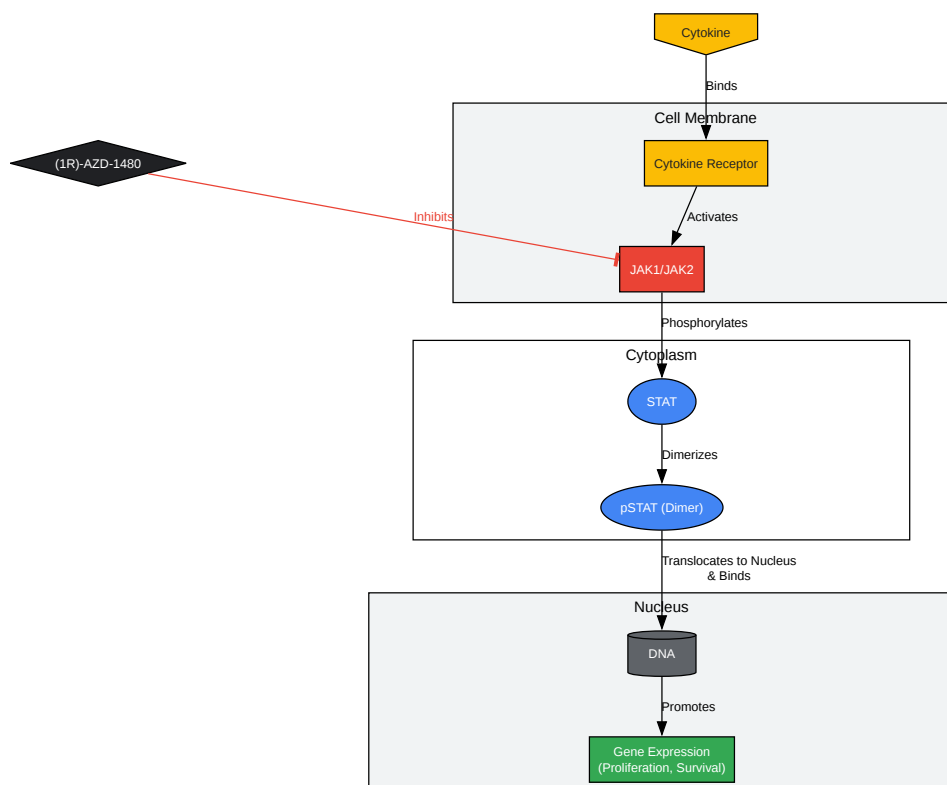 Cytokine
Binds
Cell Membrane
(1R)-AZD-1480
Cytokine Receptor
Inhibits
Activates
JAK1/JAK2
Phosphorylates
Cytoplasm
STAT
Dimerizes
pSTAT (Dimer)
Translocates to Nucleus
& Binds
Nucleus
DNA
Promotes
Gene Expression
(Proliferation, Survival)